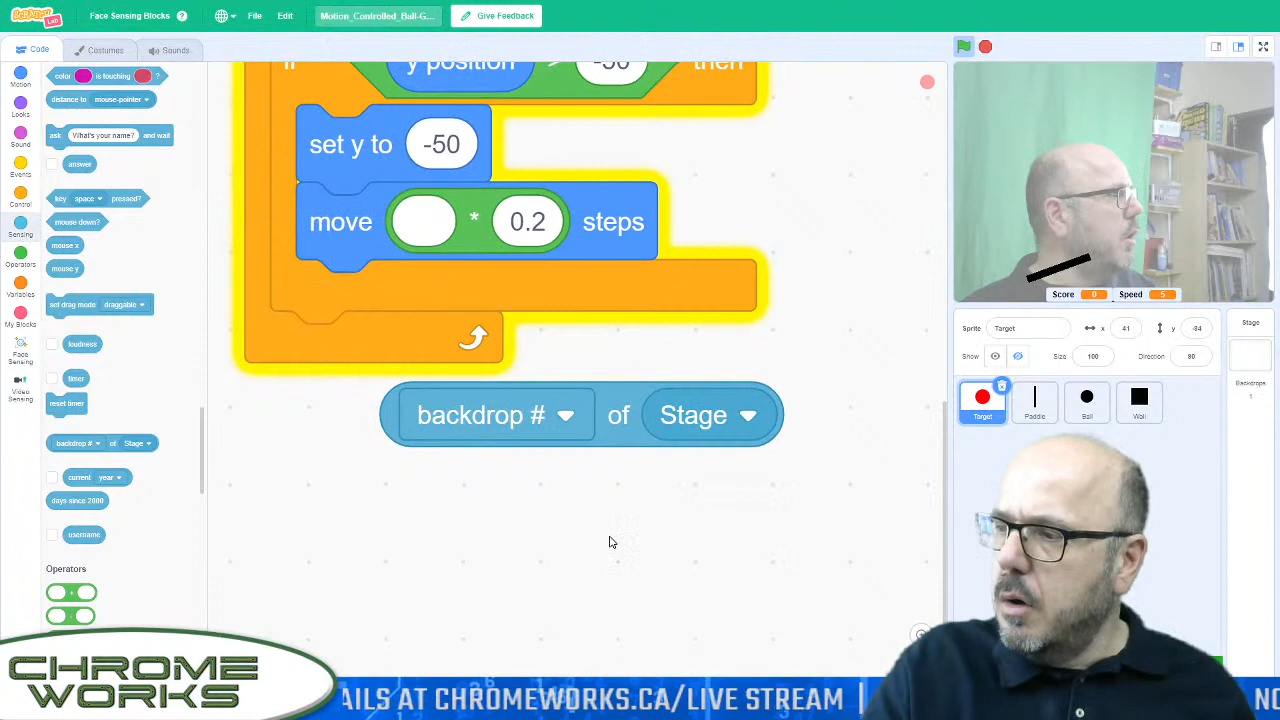 SCRATCH Lab
Face Sensing Blocks
File
Edit
Motion_Controlled_Ball-G...
Give Feedback
Code
Costumes
Sounds
Motion
Looks
Sound
Events
Control
Sensing
Operators
Variables
My Blocks
Face Sensing
Video Sensing
color is touching ?
distance to mouse-pointer
ask What's your name? and wait
answer
key space pressed?
mouse down?
mouse x
mouse y
set drag mode draggable
loudness
timer
reset timer
backdrop # of Stage
current year
days since 2000
username
Operators
if y position > -50 then
set y to -50
move * 0.2 steps
backdrop # of Stage
Score 0 Speed 5
Sprite Target x 41 y -84
Show Size 100 Direction 90
Target
Paddle
Ball
Wall
Stage
Backdrops
1
CHROME
WORKS
AILS AT CHROMEWORKS.CA/LIVE STREAM |